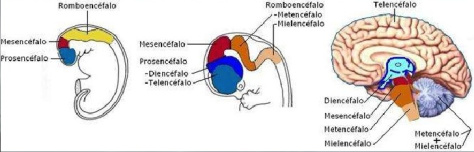 Romboencéfalo
Mesencéfalo
Prosencéfalo
Romboencéfalo
-Metencéfalo
-Mielencéfalo
Mesencéfalo
Prosencéfalo
-Diencéfalo
-Telencéfalo
Telencéfalo
Diencéfalo
Mesencéfalo
Metencéfalo
Mielencéfalo
Metencéfalo
+
Mielencéfalo